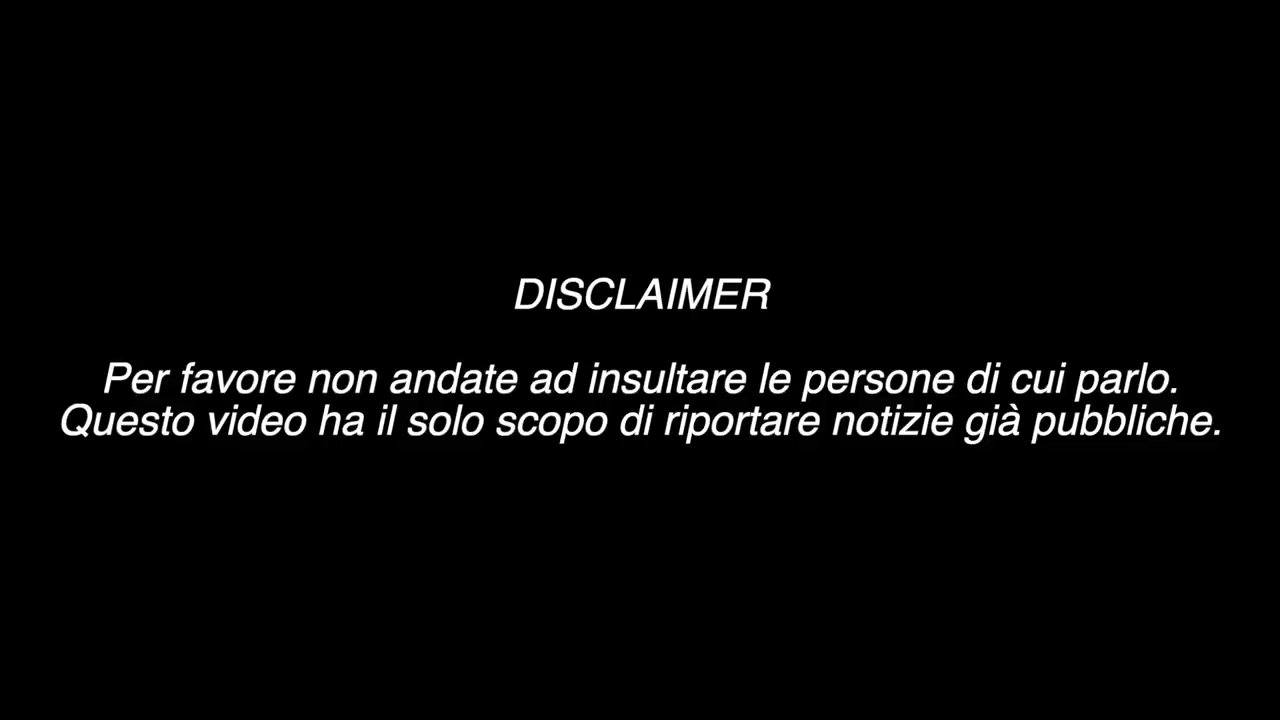 DISCLAIMER
Per favore non andate ad insultare le persone di cui parlo.
Questo video ha il solo scopo di riportare notizie già pubbliche.